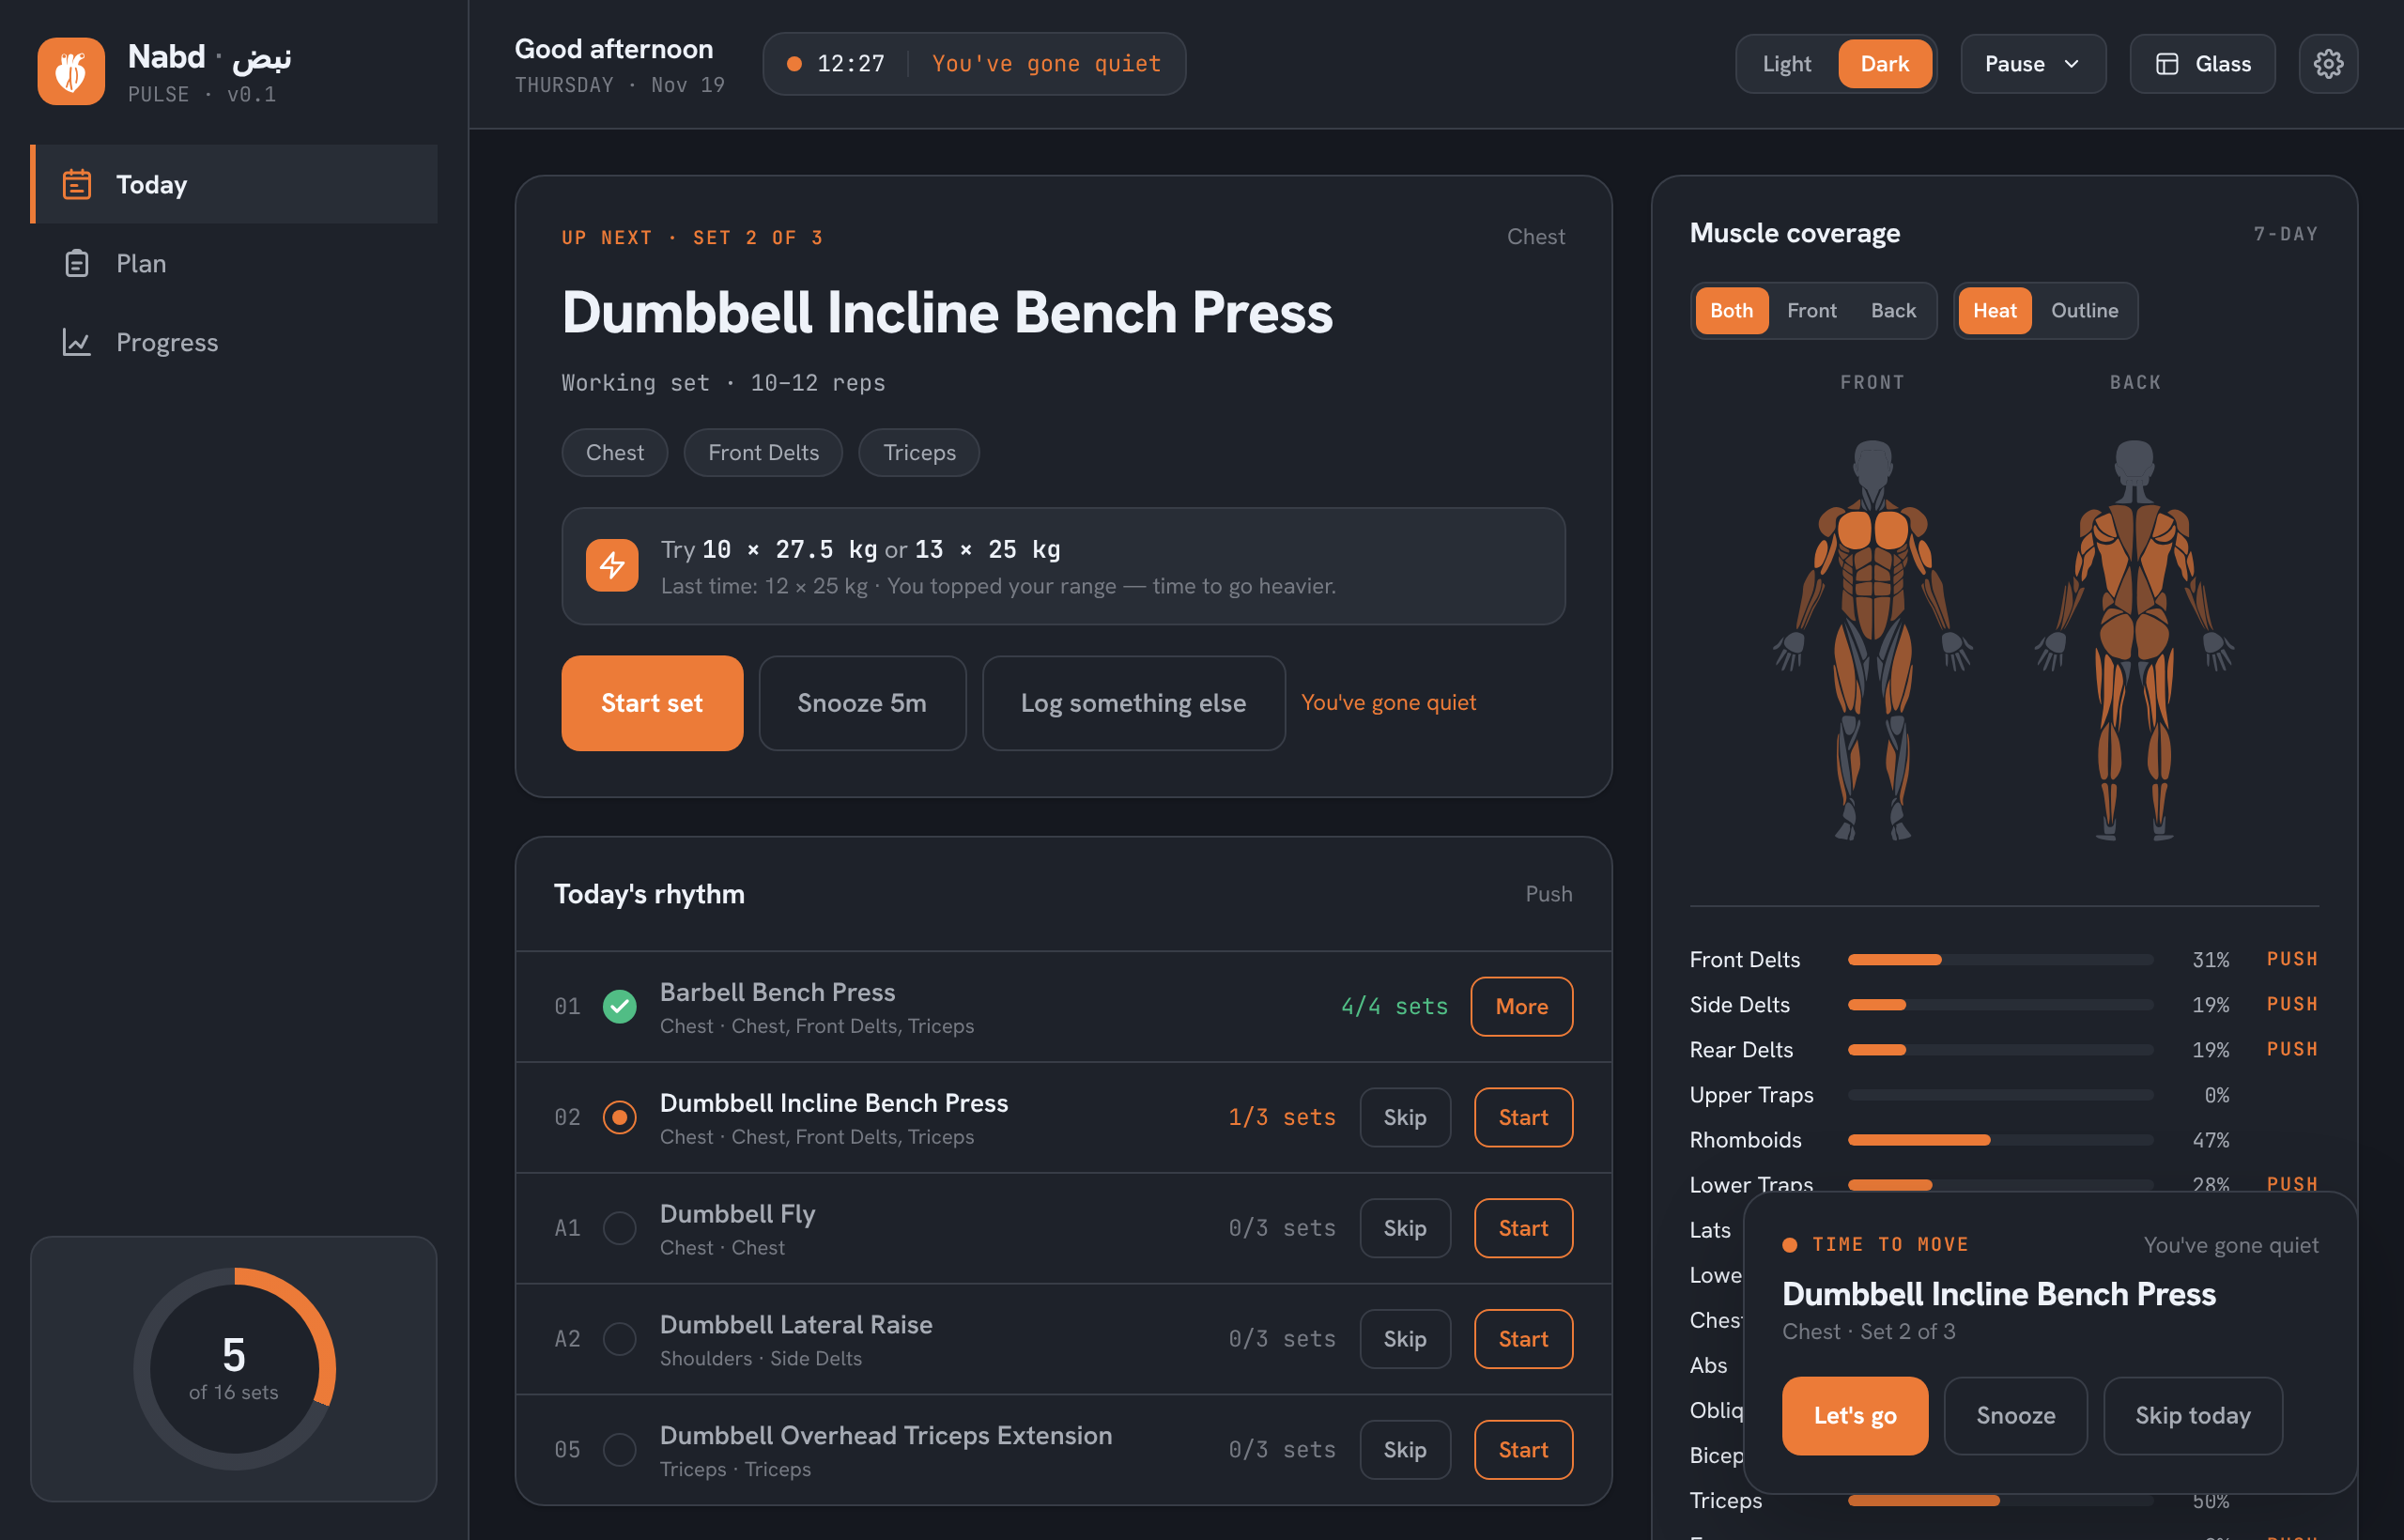 Nabd · نبض
PULSE · v0.1
Today
Plan
Progress
5
of 16 sets
Good afternoon
THURSDAY · Nov 19
12:27
You've gone quiet
Light
Dark
Pause
Glass
UP NEXT · SET 2 OF 3
Chest
Dumbbell Incline Bench Press
Working set · 10–12 reps
Chest
Front Delts
Triceps
Try 10 × 27.5 kg or 13 × 25 kg
Last time: 12 × 25 kg · You topped your range — time to go heavier.
Start set
Snooze 5m
Log something else
You've gone quiet
Today's rhythm
Push
01
Barbell Bench Press
Chest · Chest, Front Delts, Triceps
4/4 sets
More
02
Dumbbell Incline Bench Press
Chest · Chest, Front Delts, Triceps
1/3 sets
Skip
Start
A1
Dumbbell Fly
Chest · Chest
0/3 sets
Skip
Start
A2
Dumbbell Lateral Raise
Shoulders · Side Delts
0/3 sets
Skip
Start
05
Dumbbell Overhead Triceps Extension
Triceps · Triceps
0/3 sets
Skip
Start
Muscle coverage
7-DAY
Both
Front
Back
Heat
Outline
FRONT
BACK
Front Delts 31% PUSH
Side Delts 19% PUSH
Rear Delts 19% PUSH
Upper Traps 0%
Rhomboids 47%
Lower Traps 28% PUSH
Lats
Lowe
Chest
Abs
Obliq
Bicep
Triceps 50%
TIME TO MOVE
You've gone quiet
Dumbbell Incline Bench Press
Chest · Set 2 of 3
Let's go
Snooze
Skip today